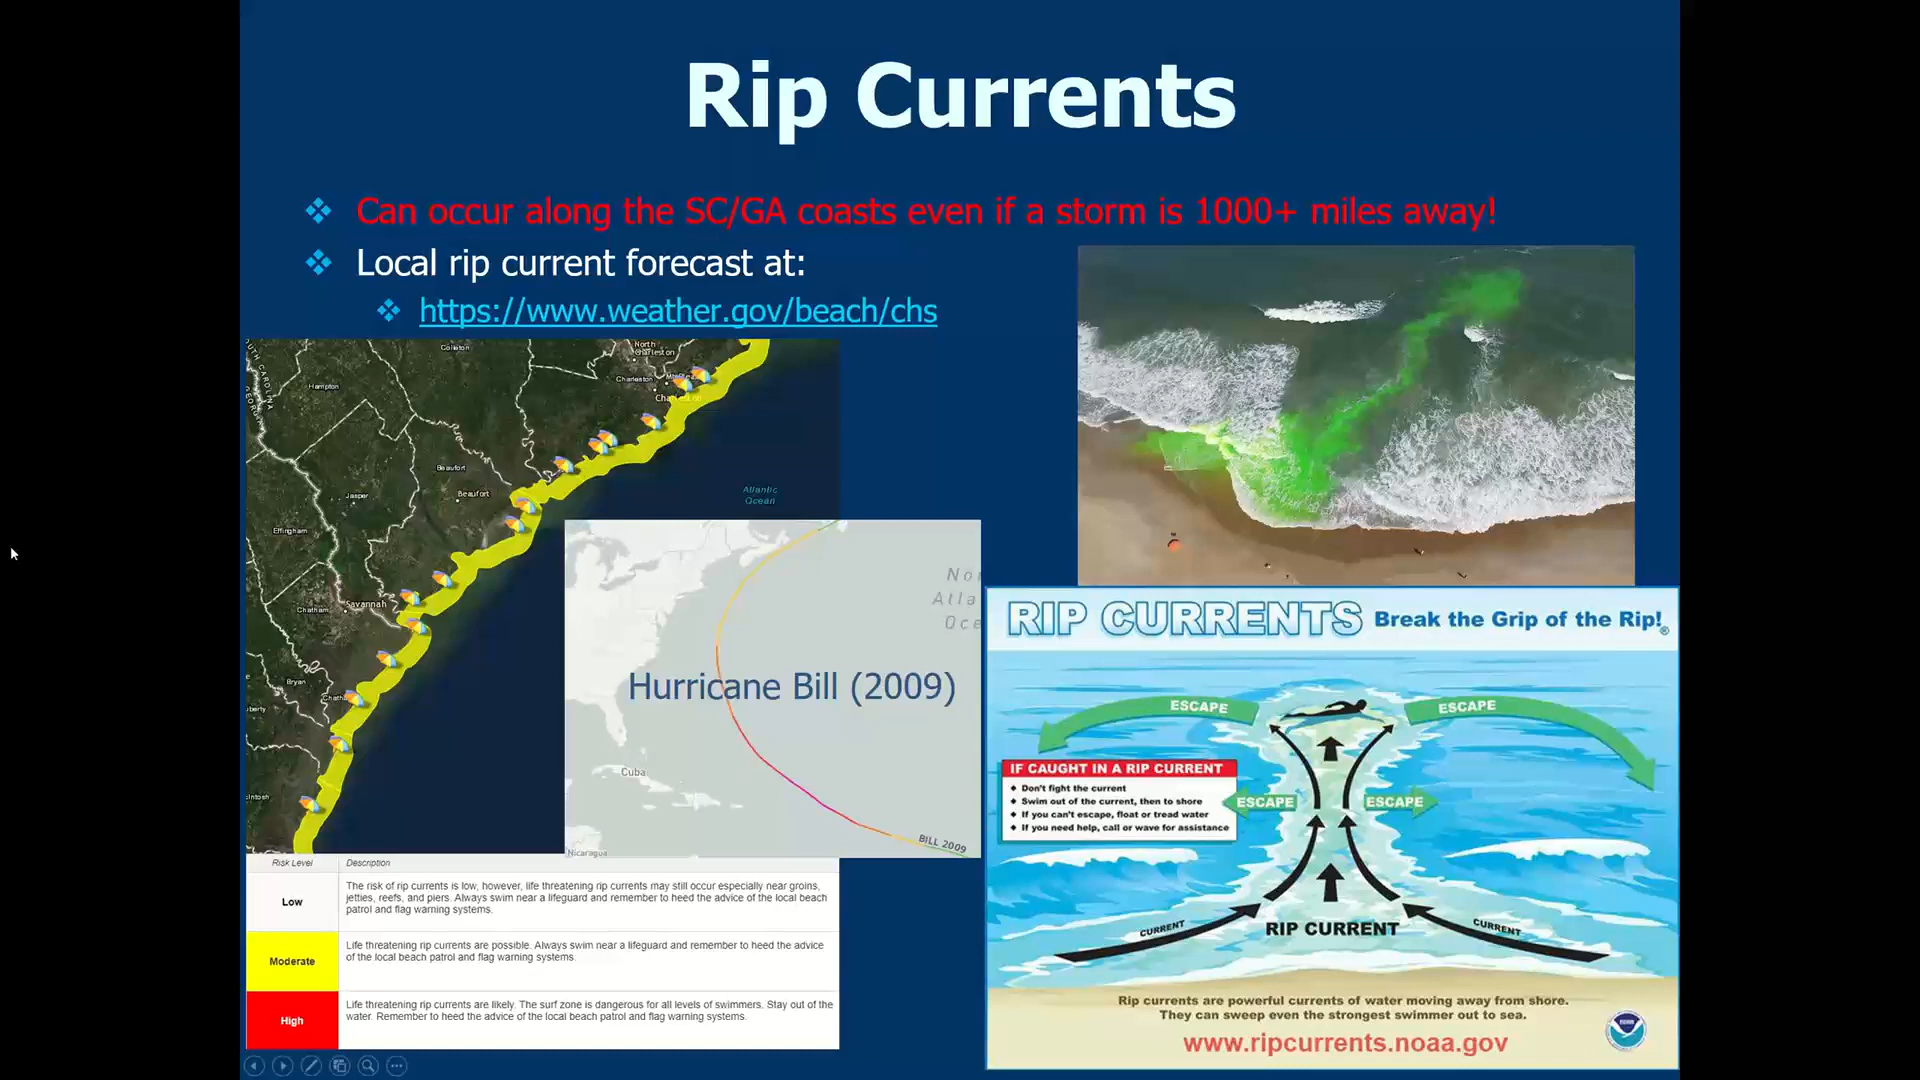 Rip Currents
Can occur along the SC/GA coasts even if a storm is 1000+ miles away!
Local rip current forecast at:
https://www.weather.gov/beach/chs
Colleton
North
Charleston
Hampton
Charleston
Beaufort
Beaufort
Jasper
Effingham
Atlantic
Ocean
Chatham
Savannah
Bryan
SOUTH CAROLINA
Hurricane Bill (2009)
Cuba
Nicaragua
BILL 2009
Risk Level Description
Low
The risk of rip currents is low, however, life threatening rip currents may still occur especially near groins,
jetties, reefs, and piers. Always swim near a lifeguard and remember to heed the advice of the local beach
patrol and flag warning systems.
Moderate
Life threatening rip currents are possible. Always swim near a lifeguard and remember to heed the advice
of the local beach patrol and flag warning systems.
High
Life threatening rip currents are likely. The surf zone is dangerous for all levels of swimmers. Stay out of the
water. Remember to heed the advice of the local beach patrol and flag warning systems.
RIP CURRENTS Break the Grip of the Rip!®
ESCAPE
ESCAPE
IF CAUGHT IN A RIP CURRENT
Don't fight the current
Swim out of the current, then to shore
If you can't escape, float or tread water
If you need help, call or wave for assistance
ESCAPE
ESCAPE
CURRENT
RIP CURRENT
CURRENT
Rip currents are powerful currents of water moving away from shore.
They can sweep even the strongest swimmer out to sea.
www.ripcurrents.noaa.gov